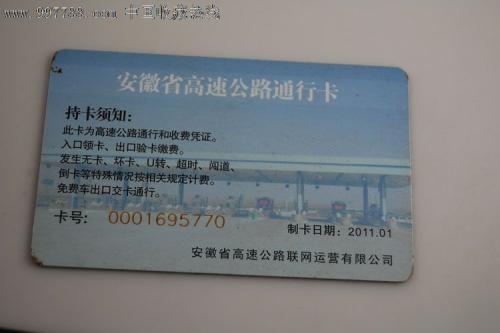 www.997788.com 中国收藏热线
安徽省高速公路通行卡
持卡须知：
此卡为高速公路通行和收费凭证。
入口领卡、出口验卡缴费。
发生无卡、坏卡、U转、超时、闯道、
倒卡等特殊情况按相关规定计费。
免费车出口交卡通行。
卡号： 0001695770
制卡日期：2011.01
安徽省高速公路联网运营有限公司